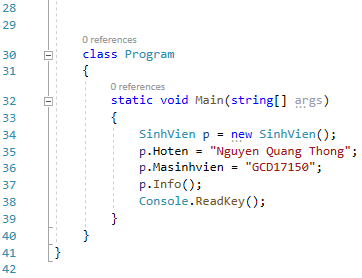 28
29
0 references
30 class Program
31 {
0 references
32 static void Main(string[] args)
33 {
34 SinhVien p = new SinhVien();
35 p.Hoten = "Nguyen Quang Thong";
36 p.Masinhvien = "GCD17150";
37 p.Info();
38 Console.ReadKey();
39 }
40 }
41 }
42